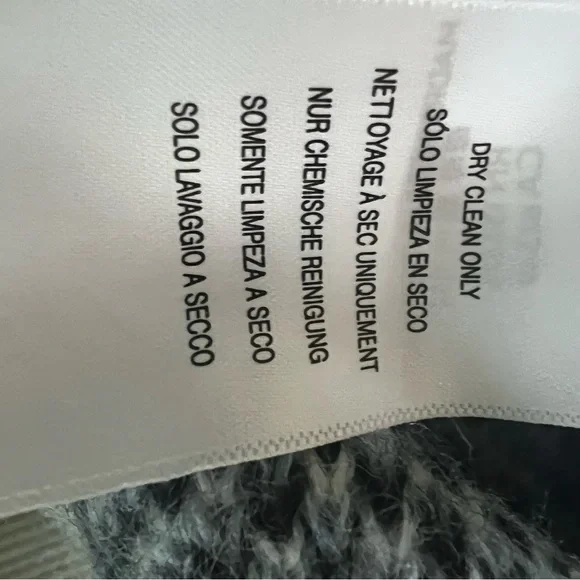 DRY CLEAN ONLY
SÓLO LIMPIEZA EN SECO
NETTOYAGE À SEC UNIQUEMENT
NUR CHEMISCHE REINIGUNG
SOMENTE LIMPEZA A SECO
SOLO LAVAGGIO A SECCO